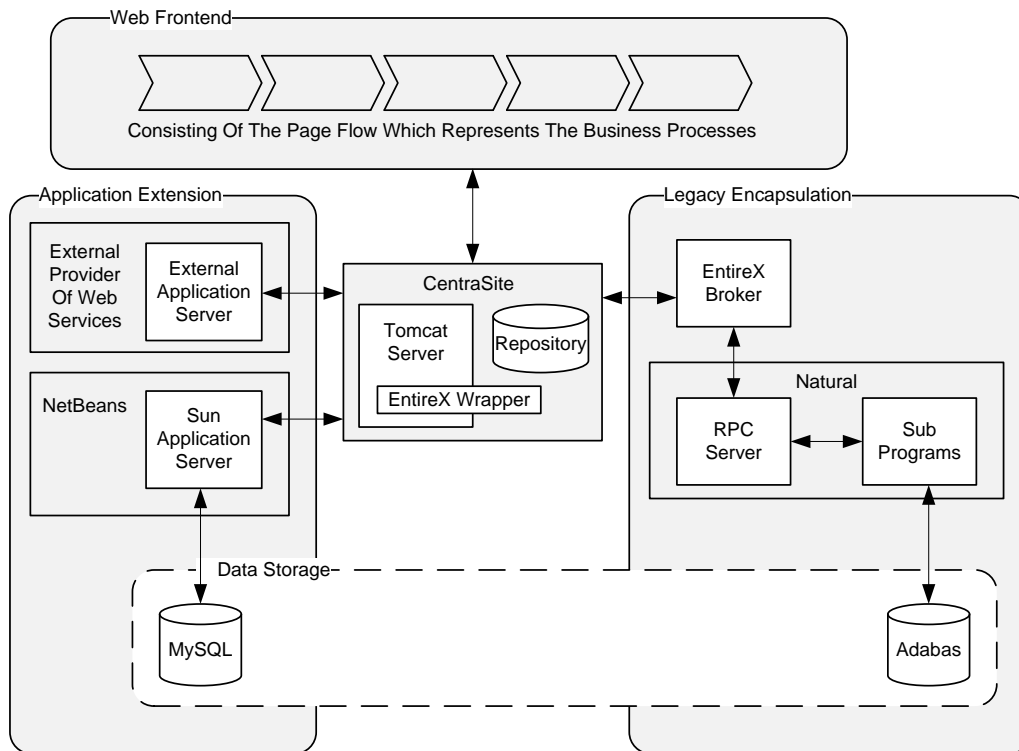 Web Frontend
Consisting Of The Page Flow Which Represents The Business Processes
Application Extension
External
Provider
Of Web
Services
External
Application
Server
NetBeans
Sun
Application
Server
CentraSite
Tomcat
Server
Repository
EntireX Wrapper
Legacy Encapsulation
EntireX
Broker
Natural
RPC
Server
Sub
Programs
Data Storage
MySQL
Adabas